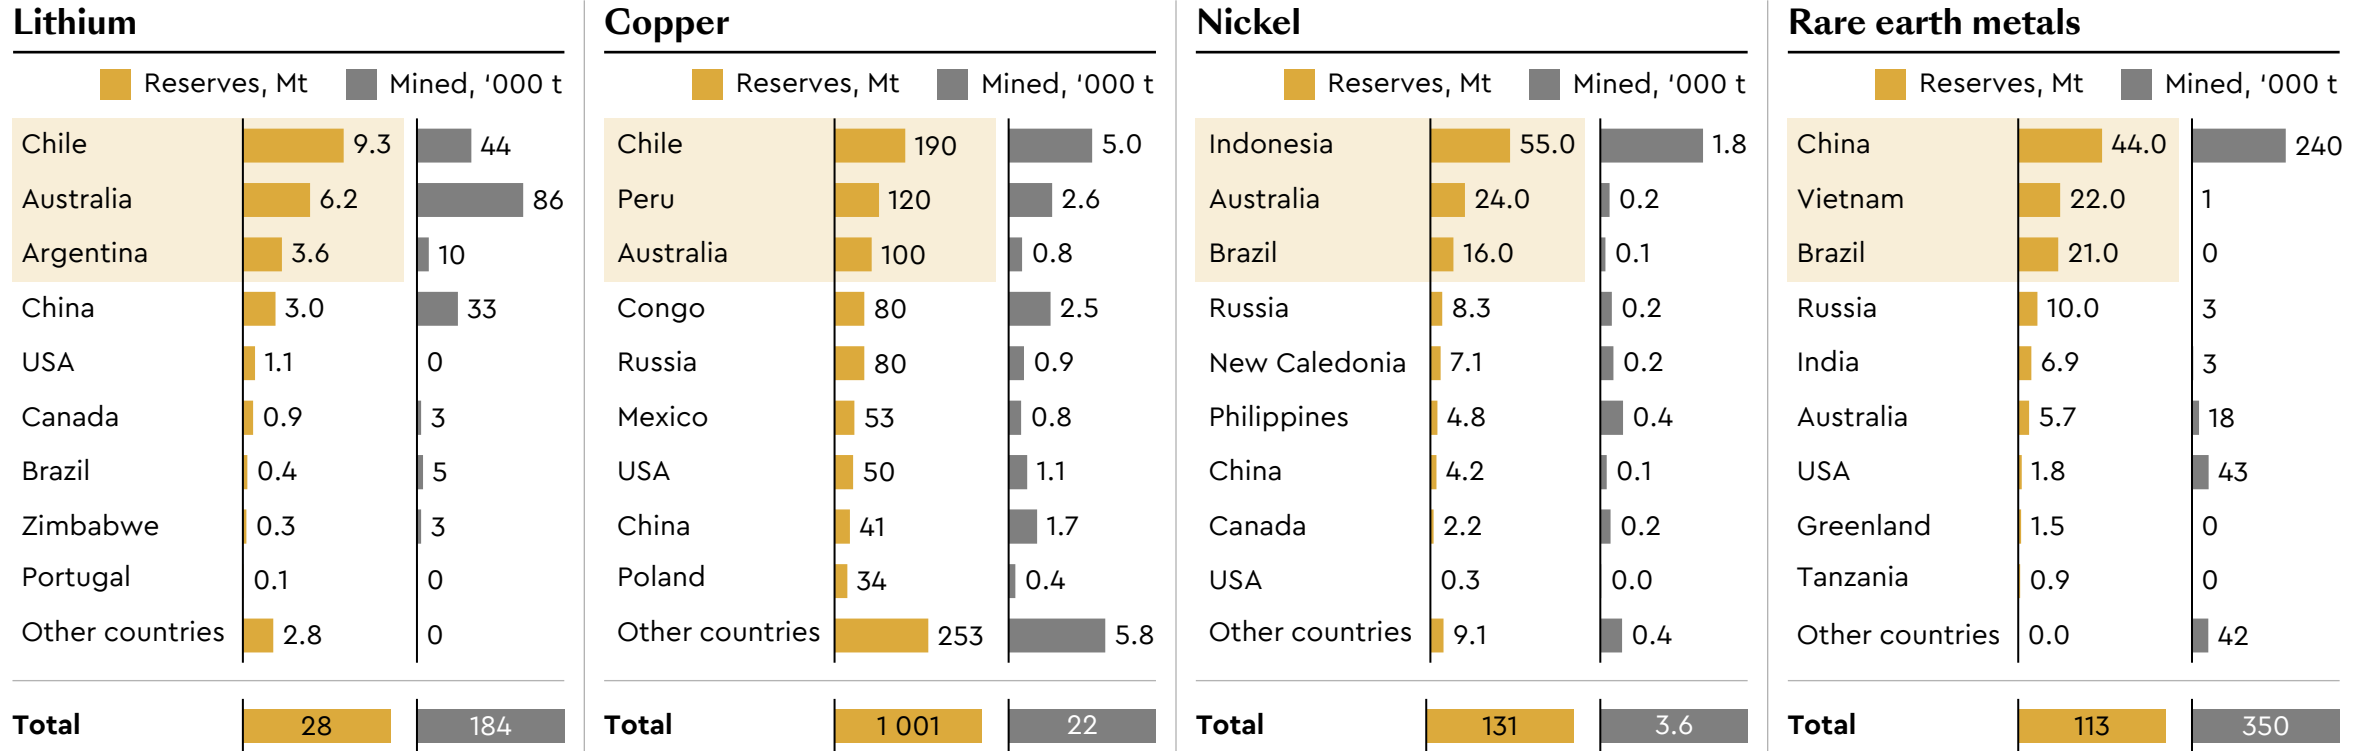 Lithium
Reserves, Mt Mined, ‘000 t
Chile 9.3 44
Australia 6.2 86
Argentina 3.6 10
China 3.0 33
USA 1.1 0
Canada 0.9 3
Brazil 0.4 5
Zimbabwe 0.3 3
Portugal 0.1 0
Other countries 2.8 0
Total 28 184
Copper
Reserves, Mt Mined, ‘000 t
Chile 190 5.0
Peru 120 2.6
Australia 100 0.8
Congo 80 2.5
Russia 80 0.9
Mexico 53 0.8
USA 50 1.1
China 41 1.7
Poland 34 0.4
Other countries 253 5.8
Total 1 001 22
Nickel
Reserves, Mt Mined, ‘000 t
Indonesia 55.0 1.8
Australia 24.0 0.2
Brazil 16.0 0.1
Russia 8.3 0.2
New Caledonia 7.1 0.2
Philippines 4.8 0.4
China 4.2 0.1
Canada 2.2 0.2
USA 0.3 0.0
Other countries 9.1 0.4
Total 131 3.6
Rare earth metals
Reserves, Mt Mined, ‘000 t
China 44.0 240
Vietnam 22.0 1
Brazil 21.0 0
Russia 10.0 3
India 6.9 3
Australia 5.7 18
USA 1.8 43
Greenland 1.5 0
Tanzania 0.9 0
Other countries 0.0 42
Total 113 350